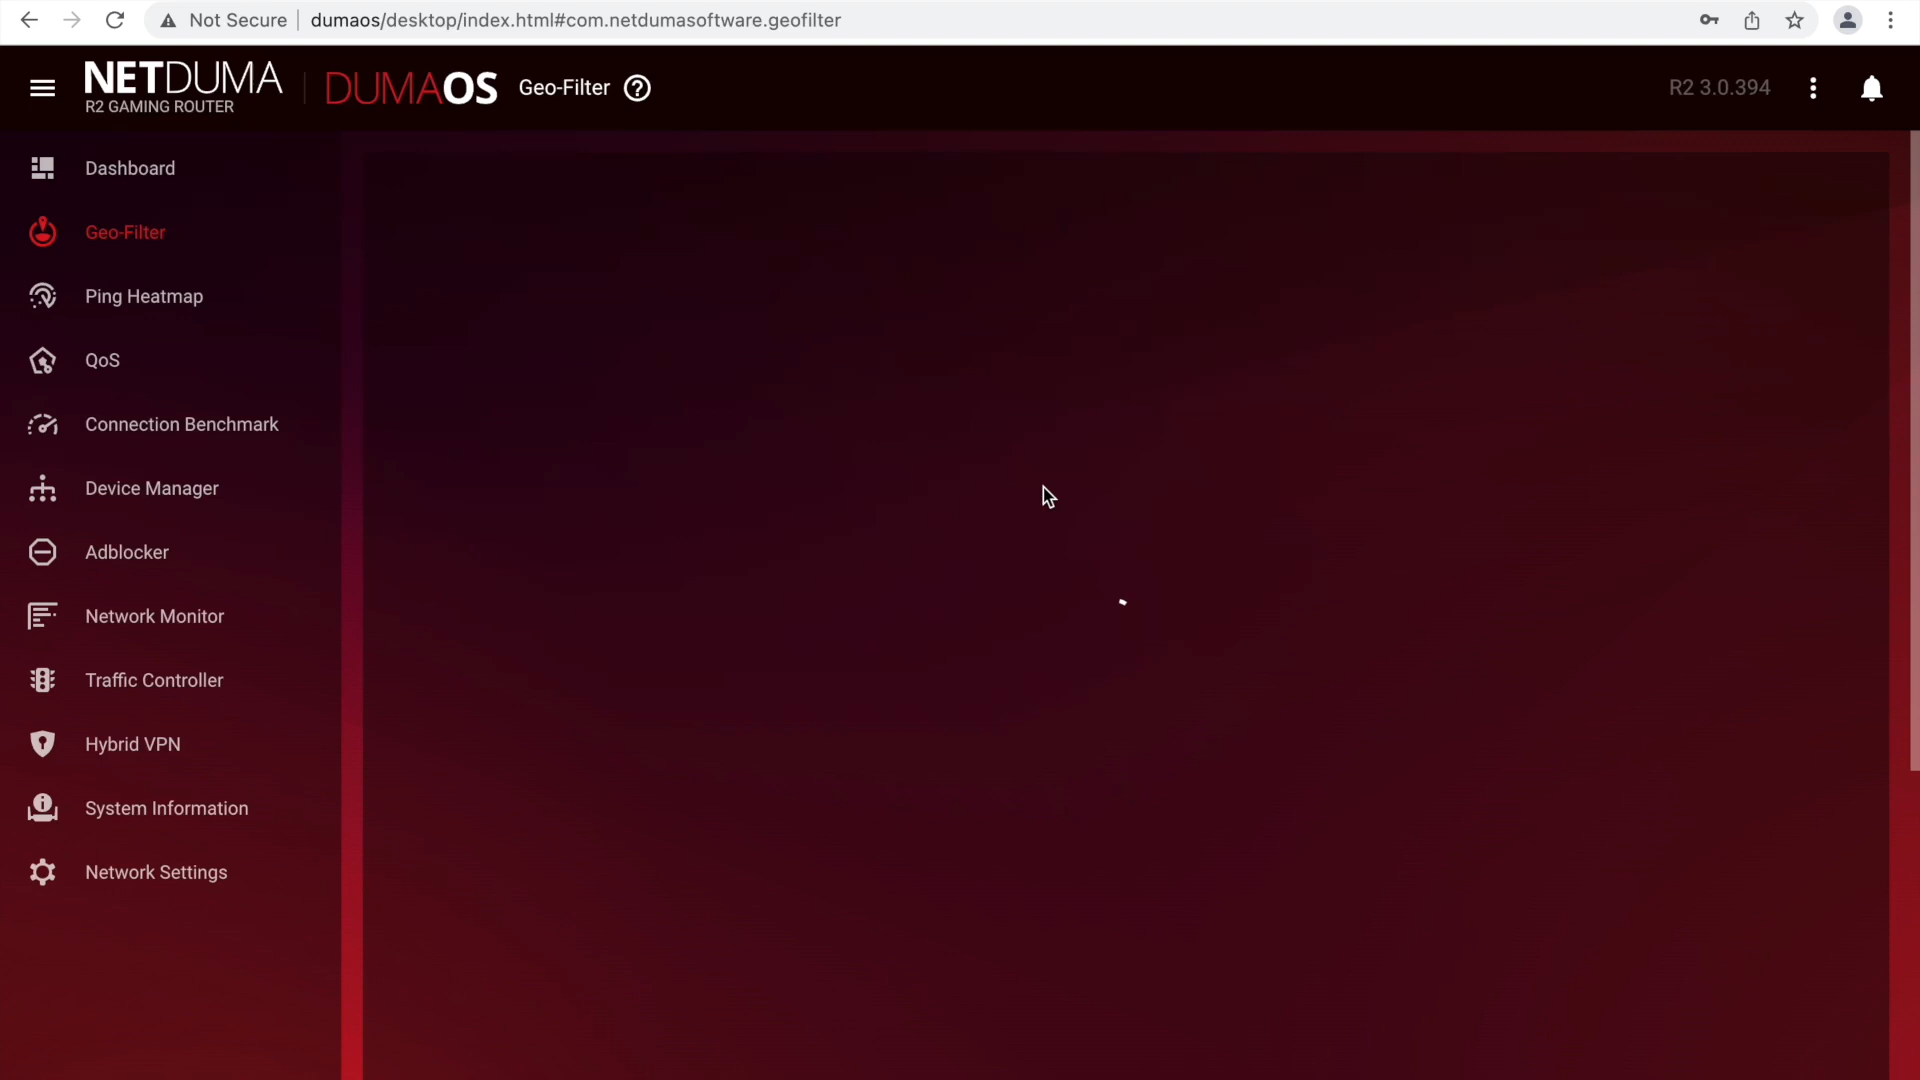 Not Secure dumaos/desktop/index.html#com.netdumasoftware.geofilter
NETDUMA
R2 GAMING ROUTER
DUMAOS
Geo-Filter
R2 3.0.394
Dashboard
Geo-Filter
Ping Heatmap
QoS
Connection Benchmark
Device Manager
Adblocker
Network Monitor
Traffic Controller
Hybrid VPN
System Information
Network Settings